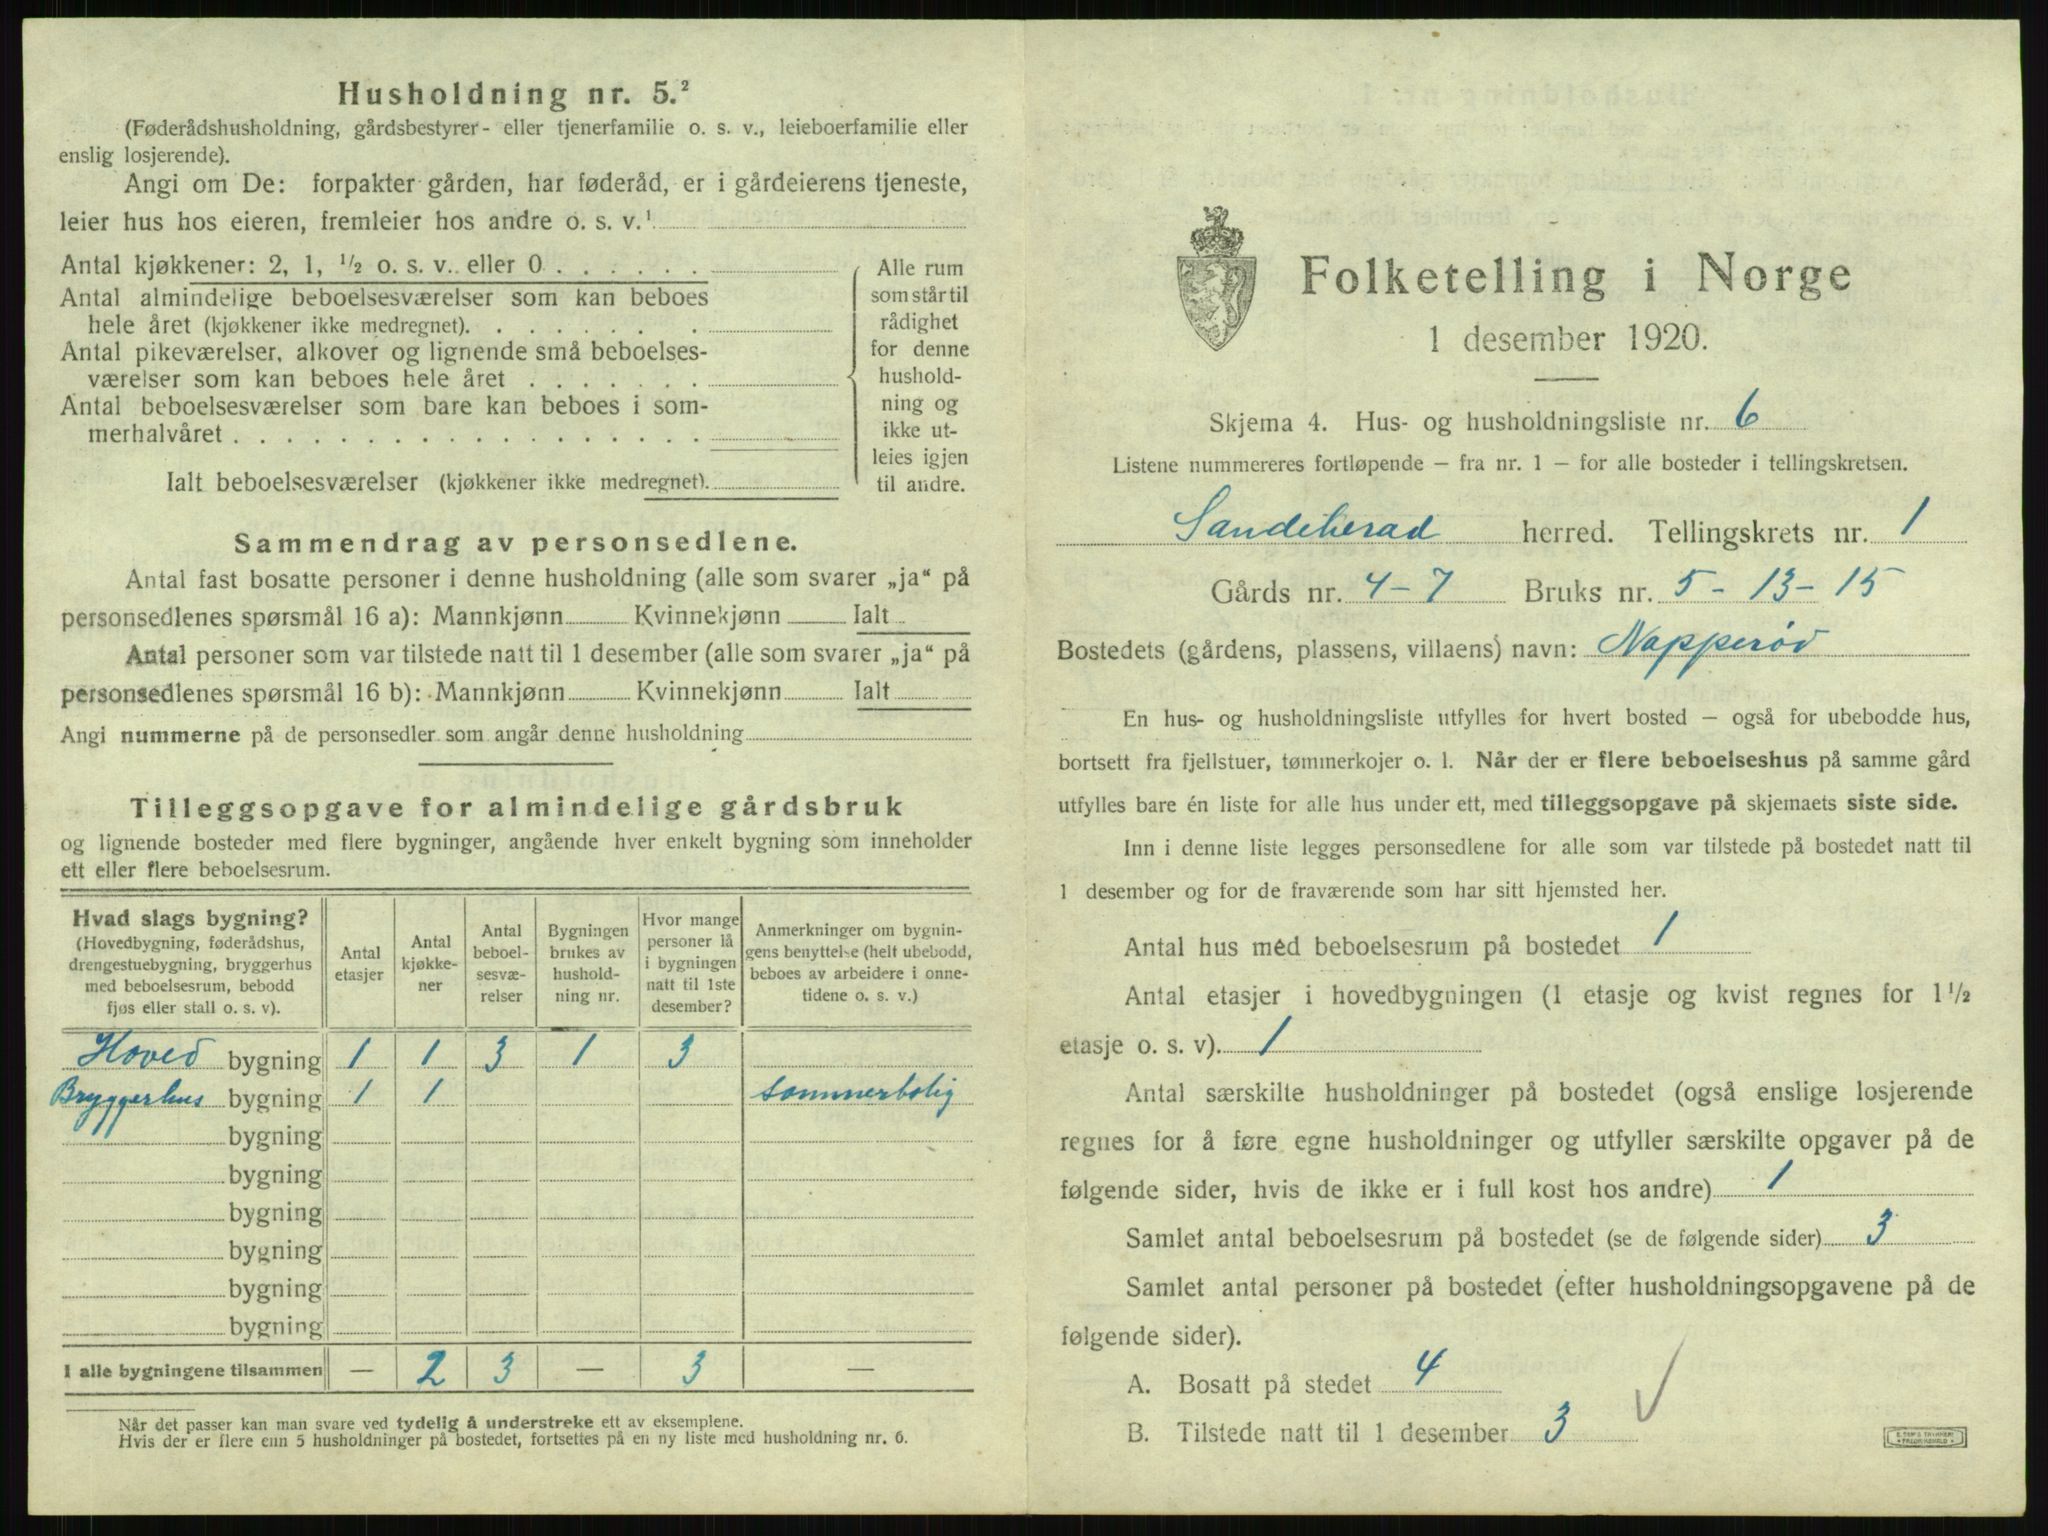 Husholdning nr. 5.²
(Føderådshusholdning, gårdsbestyrer- eller tjenerfamilie o. s. v., leieboerfamilie eller
enslig losjerende).
Angi om De: forpakter gården, har føderåd, er i gårdeierens tjeneste,
leier hus hos eieren, fremleier hos andre o. s. v.¹
Antal kjøkkener: 2, 1, ½ o. s. v. eller 0 . . . . . .
Antal almindelige beboelsesværelser som kan beboes
hele året (kjøkkener ikke medregnet). . . . . . . .
Antal pikeværelser, alkover og lignende små beboelses-
værelser som kan beboes hele året . . . . . . .
Antal beboelsesværelser som bare kan beboes i som-
merhalvåret . . . . . . . . . . . . . . . . . .
Ialt beboelsesværelser (kjøkkener ikke medregnet).
Alle rum
som står til
rådighet
for denne
hushold-
ning og
ikke ut-
leies igjen
til andre.
Sammendrag av personsedlene.
Antal fast bosatte personer i denne husholdning (alle som svarer „ja“ på
personsedlenes spørsmål 16 a): Mannkjønn Kvinnekjønn Ialt
Antal personer som var tilstede natt til 1 desember (alle som svarer „ja“ på
personsedlenes spørsmål 16 b): Mannkjønn Kvinnekjønn Ialt
Angi nummerne på de personsedler som angår denne husholdning
Tilleggsopgave for almindelige gårdsbruk
og lignende bosteder med flere bygninger, angående hver enkelt bygning som inneholder
ett eller flere beboelsesrum.
Hvad slags bygning?
(Hovedbygning, føderådshus,
drengestuebygning, bryggerhus
med beboelsesrum, bebodd
fjøs eller stall o. s. v).
Antal
etasjer
Antal
kjøkke-
ner
Antal
beboel-
sesvæ-
relser
Bygningen
brukes av
hushold-
ning nr.
Hvor mange
personer lå
i bygningen
natt til 1ste
desember?
Anmerkninger om bygnin-
gens benyttelse (helt ubebodd,
beboes av arbeidere i onne-
tidene o. s. v.)
Hoved bygning 1 1 3 1 3
Bryggerhus bygning 1 1 sommerbolig
bygning
bygning
bygning
bygning
bygning
bygning
I alle bygningene tilsammen — 2 3 — 3 —
Når det passer kan man svare ved tydelig å understreke ett av eksemplene.
Hvis der er flere enn 5 husholdninger på bostedet, fortsettes på en ny liste med husholdning nr. 6.
Folketelling i Norge
1 desember 1920.
Skjema 4. Hus- og husholdningsliste nr. 6
Listene nummereres fortløpende — fra nr. 1 — for alle bosteder i tellingskretsen.
Sandeherad herred. Tellingskrets nr. 1
Gårds nr. 4-7 Bruks nr. 5 - 13 - 15
Bostedets (gårdens, plassens, villaens) navn: Napperød
En hus- og husholdningsliste utfylles for hvert bosted — også for ubebodde hus,
bortsett fra fjellstuer, tømmerkojer o. l. Når der er flere beboelseshus på samme gård
utfylles bare én liste for alle hus under ett, med tilleggsopgave på skjemaets siste side.
Inn i denne liste legges personsedlene for alle som var tilstede på bostedet natt til
1 desember og for de fraværende som har sitt hjemsted her.
Antal hus med beboelsesrum på bostedet 1
Antal etasjer i hovedbygningen (1 etasje og kvist regnes for 1½
etasje o. s. v). 1
Antal særskilte husholdninger på bostedet (også enslige losjerende
regnes for å føre egne husholdninger og utfyller særskilte opgaver på de
følgende sider, hvis de ikke er i full kost hos andre) 1
Samlet antal beboelsesrum på bostedet (se de følgende sider) 3
Samlet antal personer på bostedet (efter husholdningsopgavene på de
følgende sider).
A. Bosatt på stedet 4
B. Tilstede natt til 1 desember 3